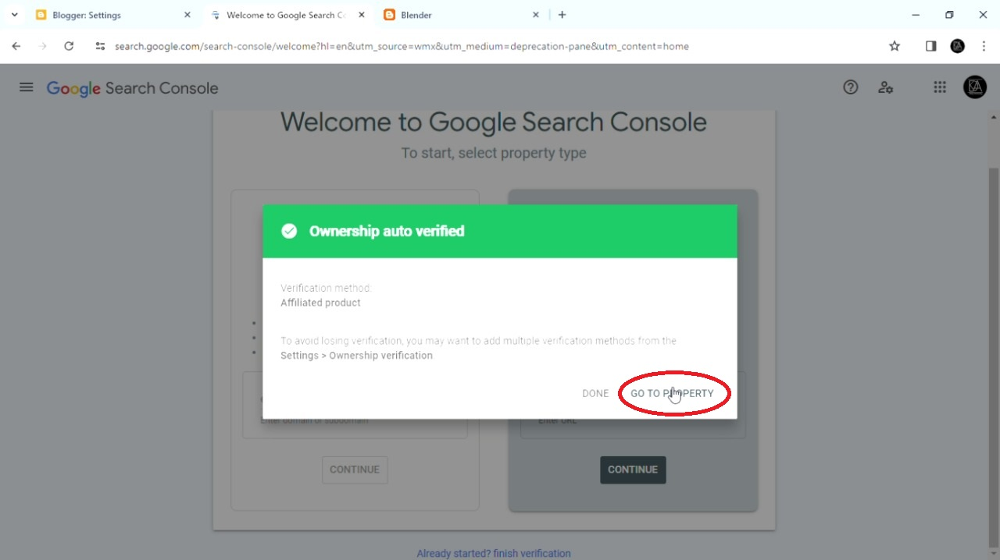 Blogger: Settings
Welcome to Google Search Co
Blender
search.google.com/search-console/welcome?hl=en&utm_source=wmx&utm_medium=deprecation-pane&utm_content=home
Google Search Console
Welcome to Google Search Console
To start, select property type
Ownership auto verified
Verification method:
Affiliated product
To avoid losing verification, you may want to add multiple verification methods from the
Settings > Ownership verification
DONE
GO TO PROPERTY
Enter domain or subdomain
Enter URL
CONTINUE
CONTINUE
Already started? finish verification